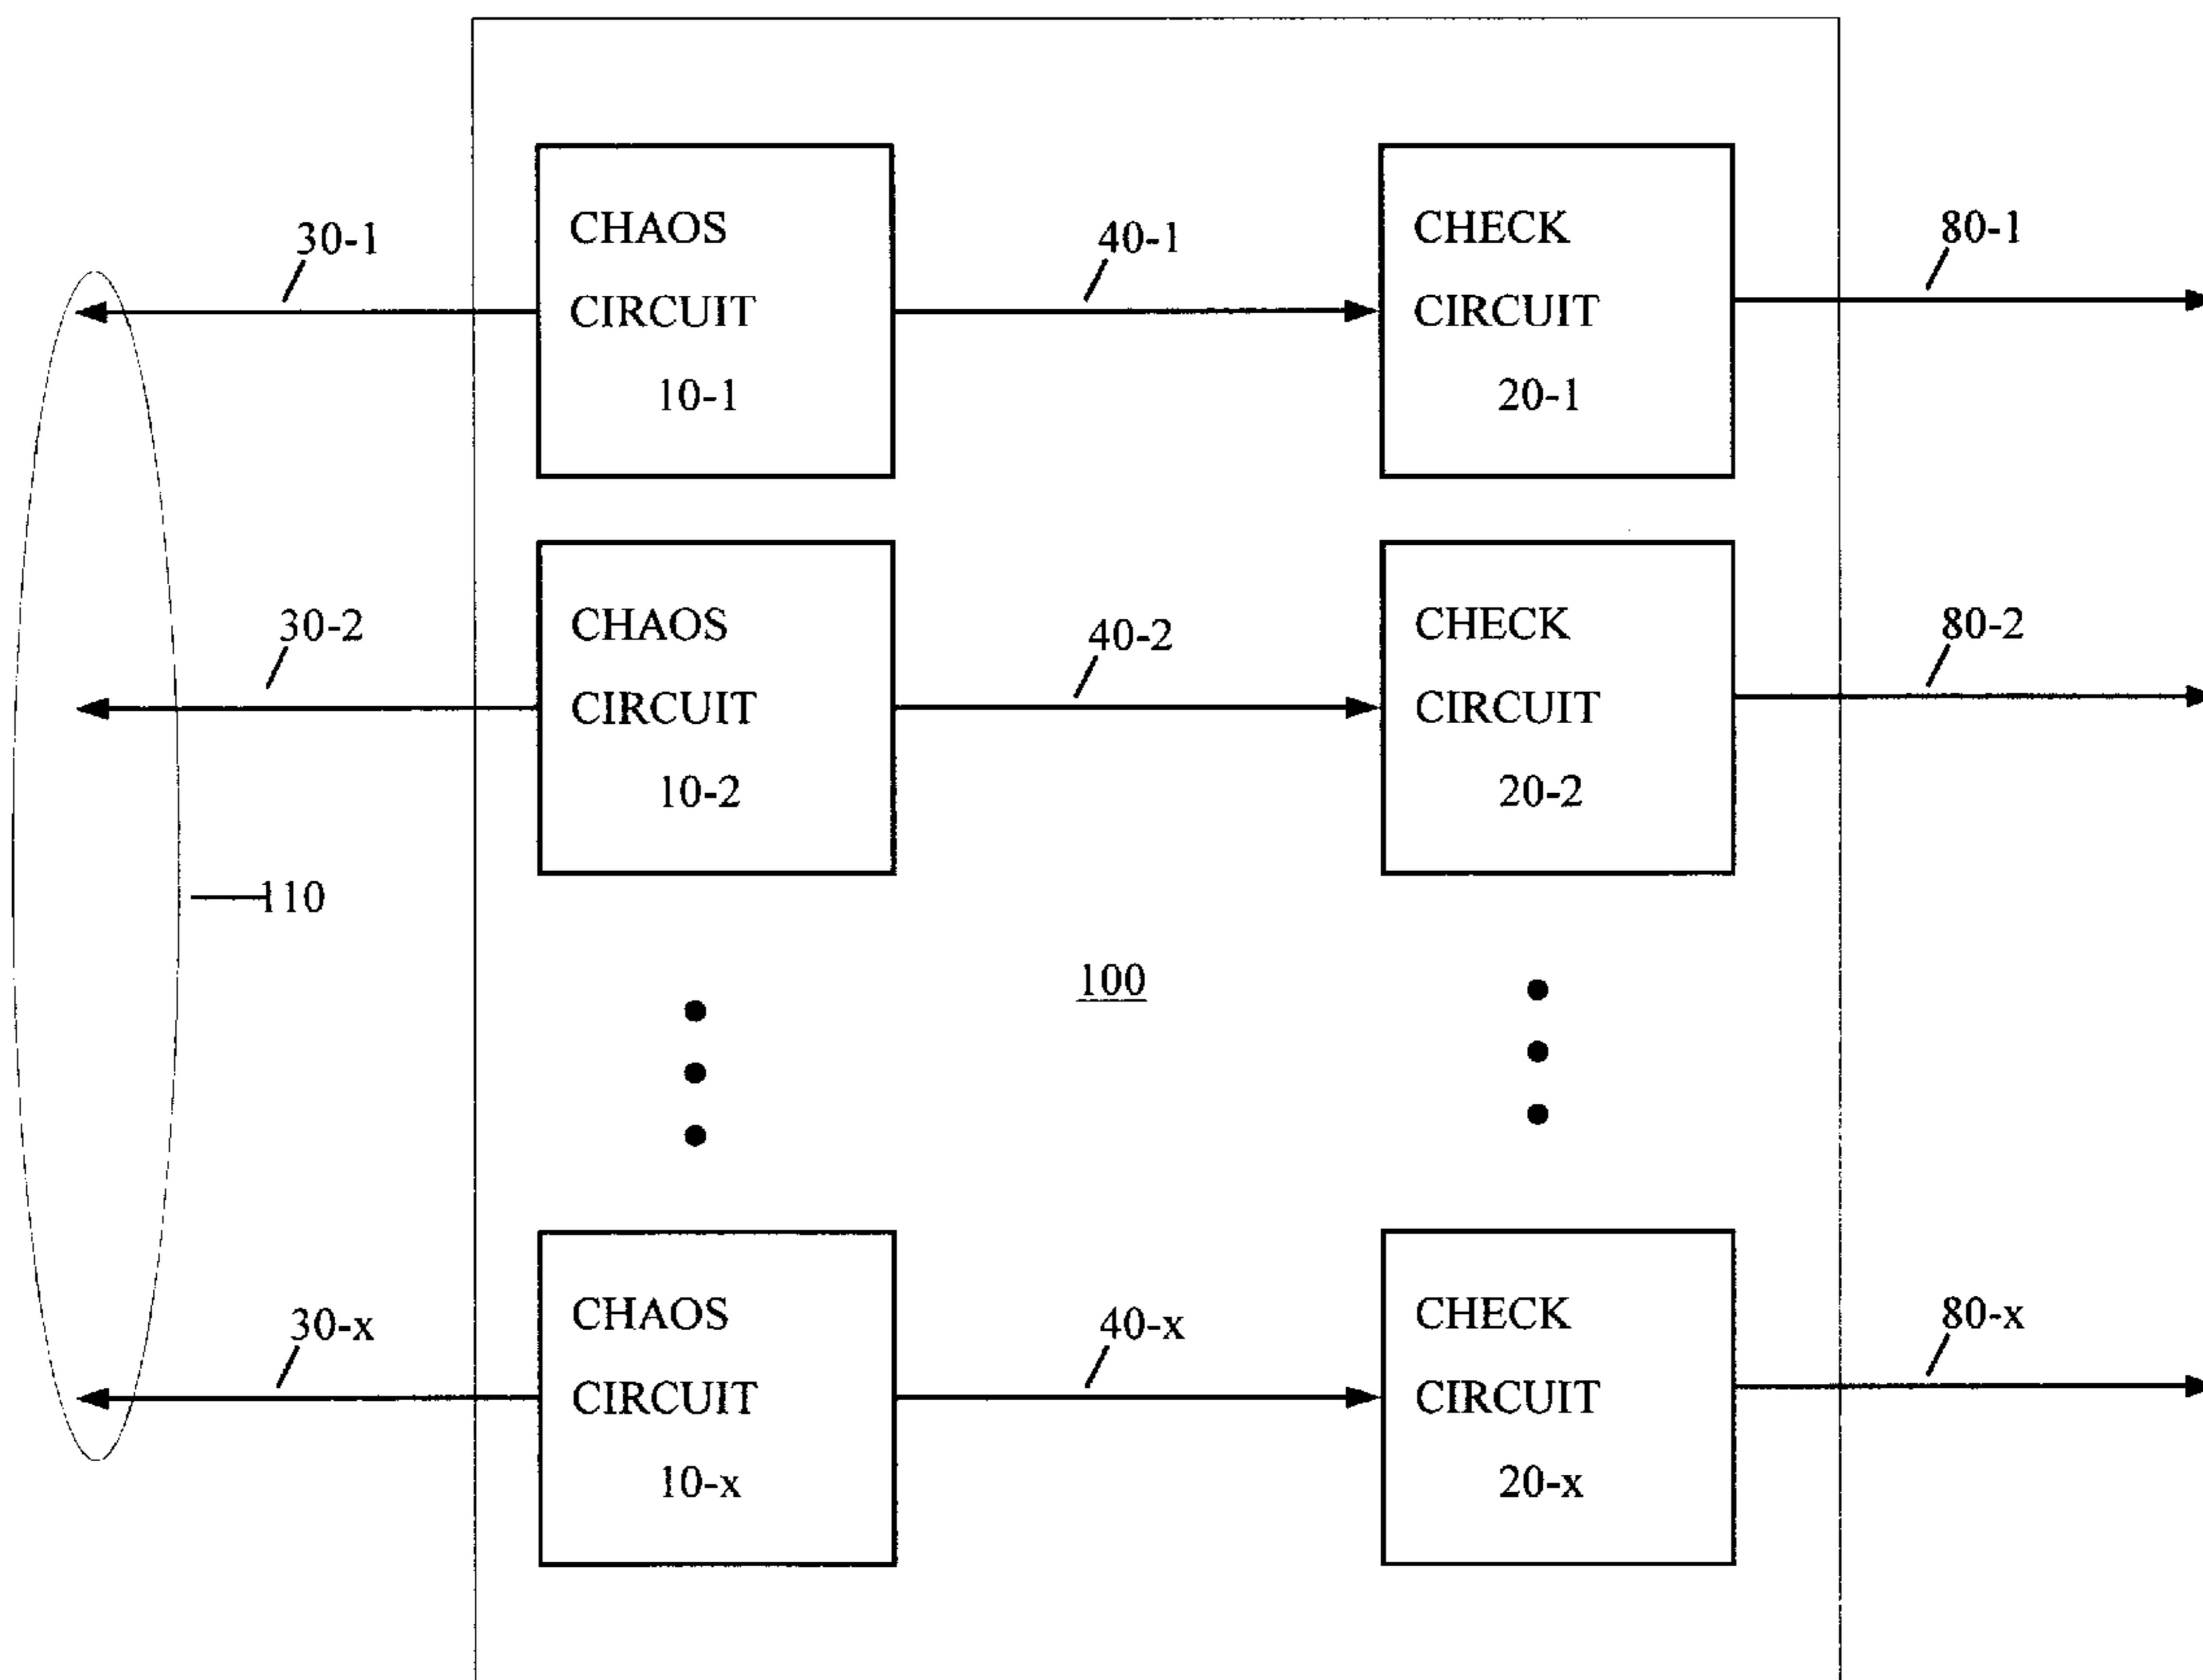 30-1
CHAOS
CIRCUIT
10-1
40-1
CHECK
CIRCUIT
20-1
80-1
30-2
CHAOS
CIRCUIT
10-2
40-2
CHECK
CIRCUIT
20-2
80-2
110
100
30-x
CHAOS
CIRCUIT
10-x
40-x
CHECK
CIRCUIT
20-x
80-x